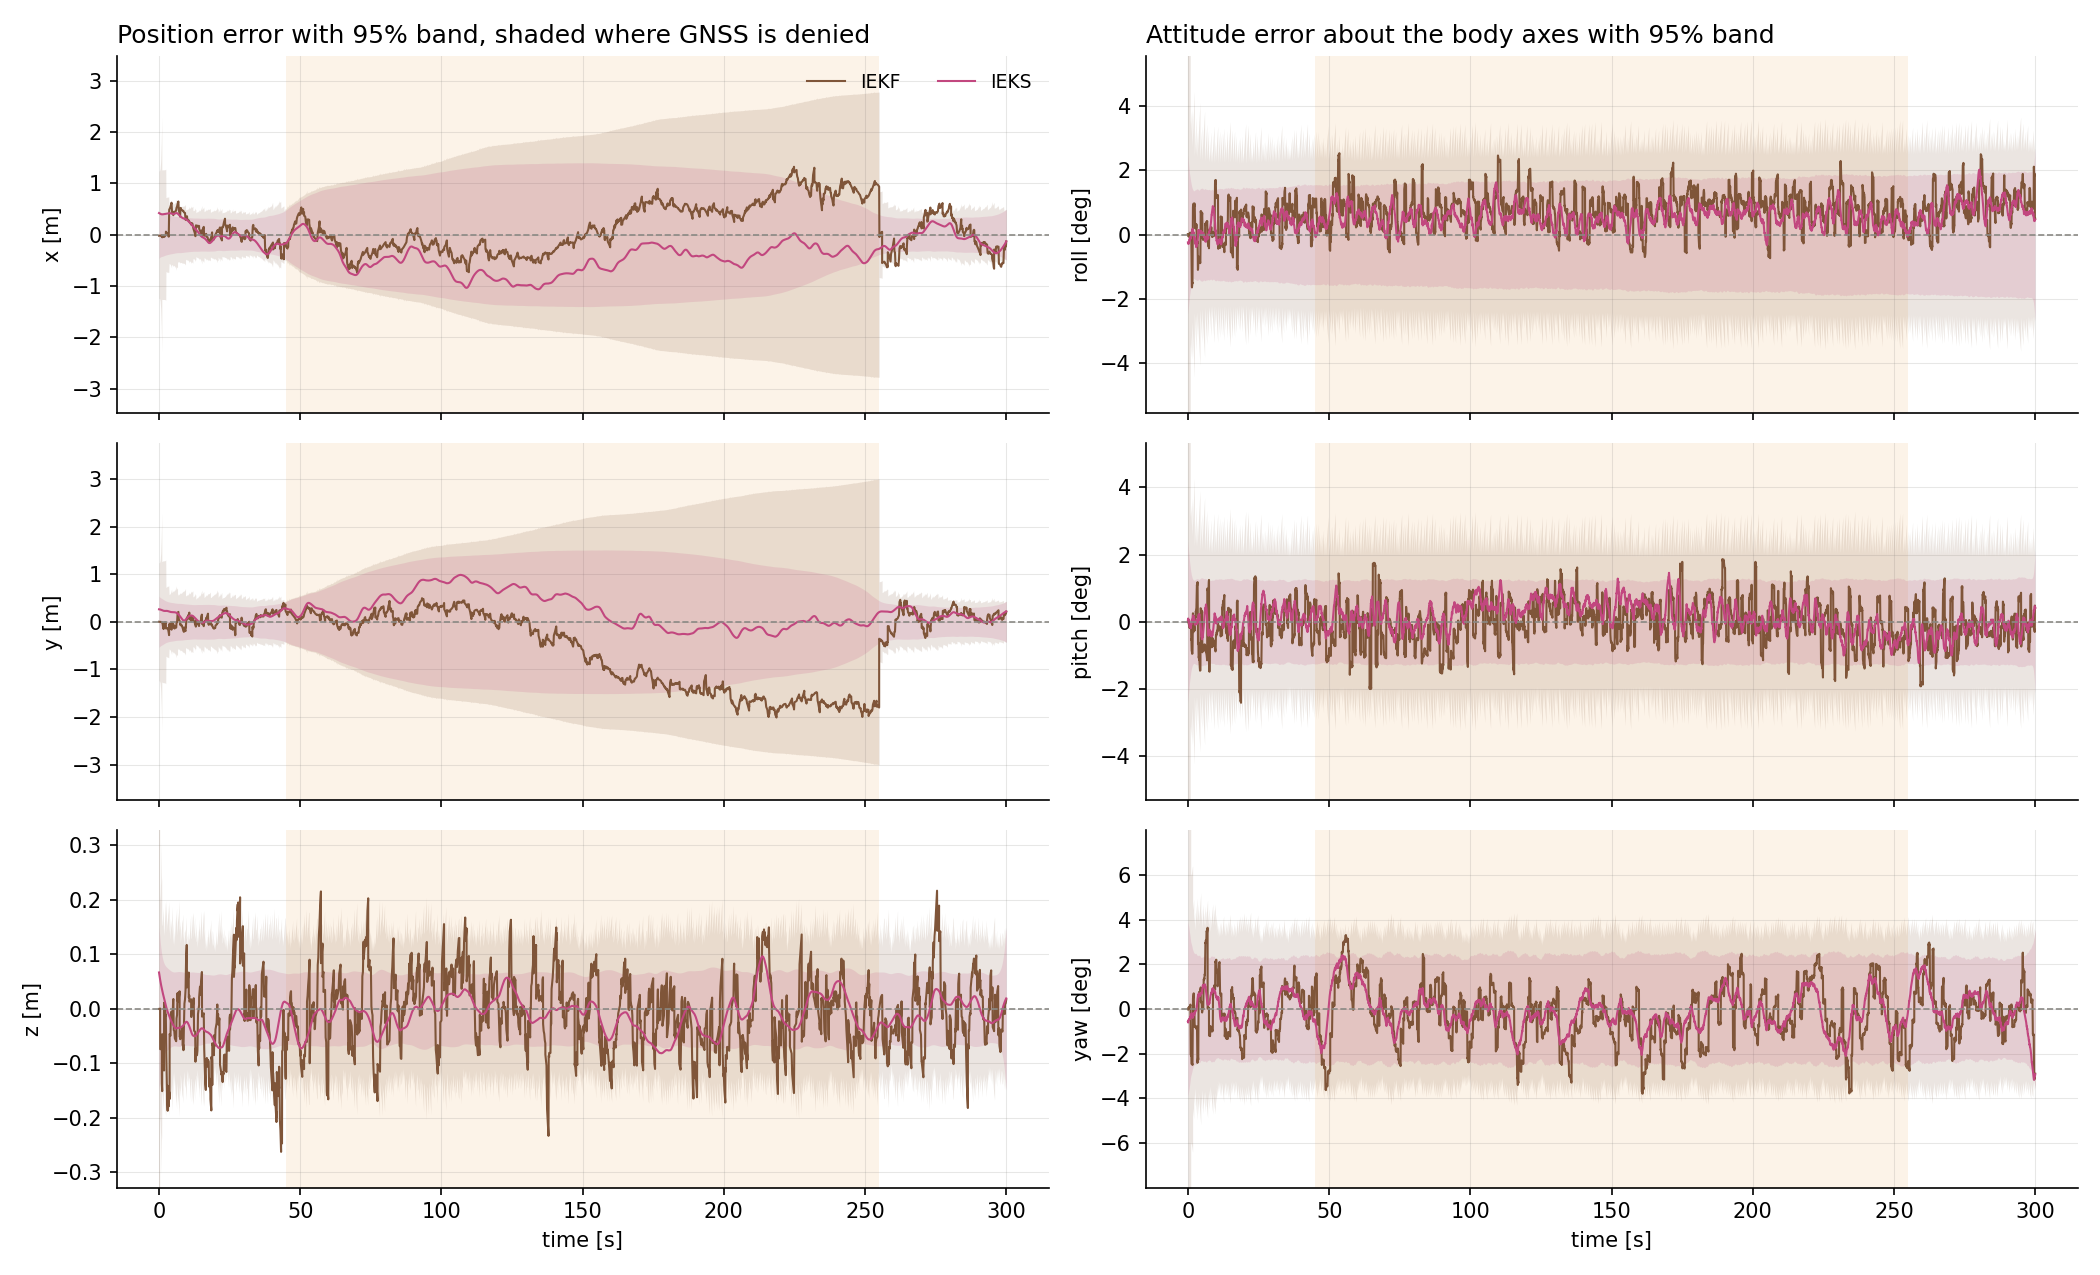 Position error with 95% band, shaded where GNSS is denied
IEKF IEKS
x [m]
3
2
1
0
−1
−2
−3
Attitude error about the body axes with 95% band
roll [deg]
4
2
0
−2
−4
y [m]
3
2
1
0
−1
−2
−3
pitch [deg]
4
2
0
−2
−4
z [m]
0.3
0.2
0.1
0.0
−0.1
−0.2
−0.3
0 50 100 150 200 250 300
time [s]
yaw [deg]
6
4
2
0
−2
−4
−6
0 50 100 150 200 250 300
time [s]